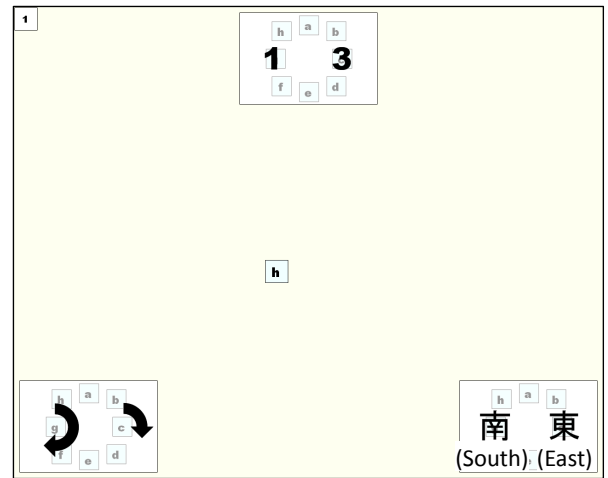 1
h a b
1 3
f e d
h
h a b
g c
f e d
h a b
南 東
(South) (East)